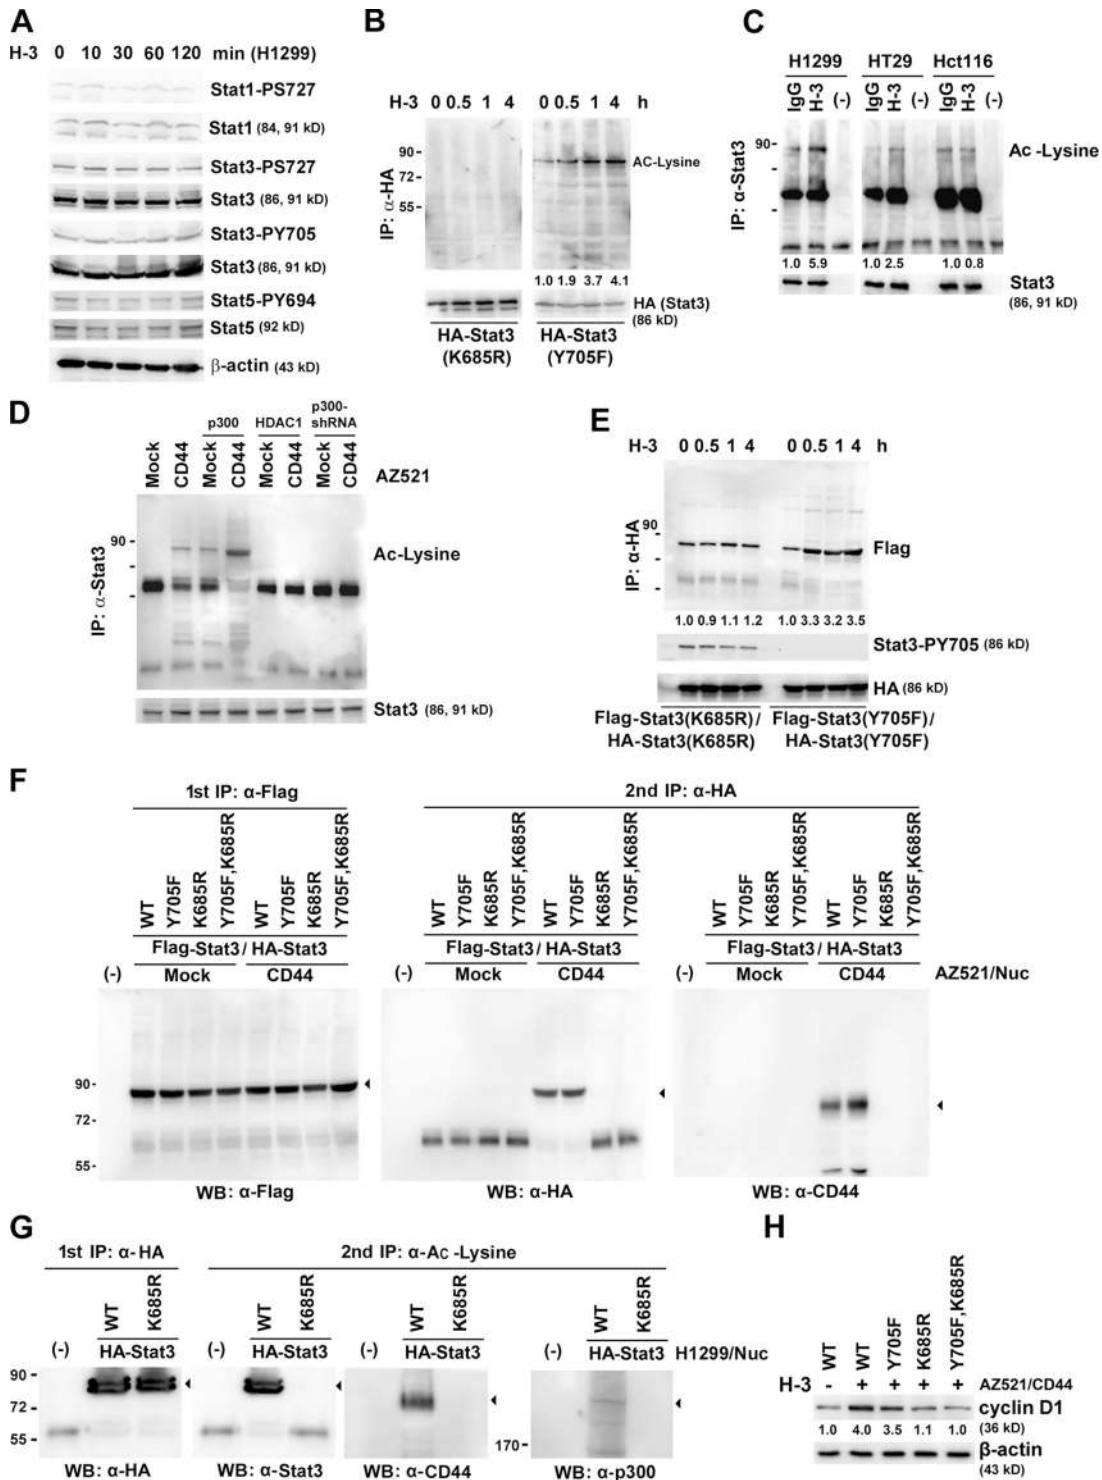 A
H-3 0 10 30 60 120 min (H1299)
Stat1-PS727
Stat1 (84, 91 kD)
Stat3-PS727
Stat3 (86, 91 kD)
Stat3-PY705
Stat3 (86, 91 kD)
Stat5-PY694
Stat5 (92 kD)
β-actin (43 kD)
B
H-3 0 0.5 1 4 0 0.5 1 4 h
IP: α-HA
90-
72-
55-
AC-Lysine
1.0 1.9 3.7 4.1
HA (Stat3)
(86 kD)
HA-Stat3 HA-Stat3
(K685R) (Y705F)
C
H1299 HT29 Hct116
IgG H-3 (-) IgG H-3 (-) IgG H-3 (-)
IP: α-Stat3
90-
-
Ac -Lysine
1.0 5.9 1.0 2.5 1.0 0.8
Stat3
(86, 91 kD)
D
p300 HDAC1 p300-
shRNA
Mock CD44 Mock CD44 Mock CD44 Mock CD44
AZ521
IP: α-Stat3
90 -
-
Ac-Lysine
Stat3 (86, 91 kD)
E
H-3 0 0.5 1 4 0 0.5 1 4 h
IP: α-HA
90
-
-
Flag
1.0 0.9 1.1 1.2 1.0 3.3 3.2 3.5
Stat3-PY705 (86 kD)
HA (86 kD)
Flag-Stat3(K685R)/ Flag-Stat3(Y705F)/
HA-Stat3(K685R) HA-Stat3(Y705F)
F
1st IP: α-Flag 2nd IP: α-HA
WT Y705F K685R Y705F,K685R WT Y705F K685R Y705F,K685R
WT Y705F K685R Y705F,K685R WT Y705F K685R Y705F,K685R
WT Y705F K685R Y705F,K685R WT Y705F K685R Y705F,K685R
Flag-Stat3/ HA-Stat3 Flag-Stat3/ HA-Stat3 Flag-Stat3/ HA-Stat3
(-) Mock CD44 (-) Mock CD44 (-) Mock CD44 AZ521/Nuc
90-
72-
55-
WB: α-Flag WB: α-HA WB: α-CD44
G
1st IP: α-HA 2nd IP: α-Ac -Lysine
WT K685R WT K685R WT K685R WT K685R
(-) HA-Stat3 (-) HA-Stat3 (-) HA-Stat3 (-) HA-Stat3 H1299/Nuc
90-
72-
55-
170-
WB: α-HA WB: α-Stat3 WB: α-CD44 WB: α-p300
H
WT WT Y705F K685R Y705F,K685R
H-3 - + + + + AZ521/CD44
cyclin D1
1.0 4.0 3.5 1.1 1.0 (36 kD)
β-actin
(43 kD)